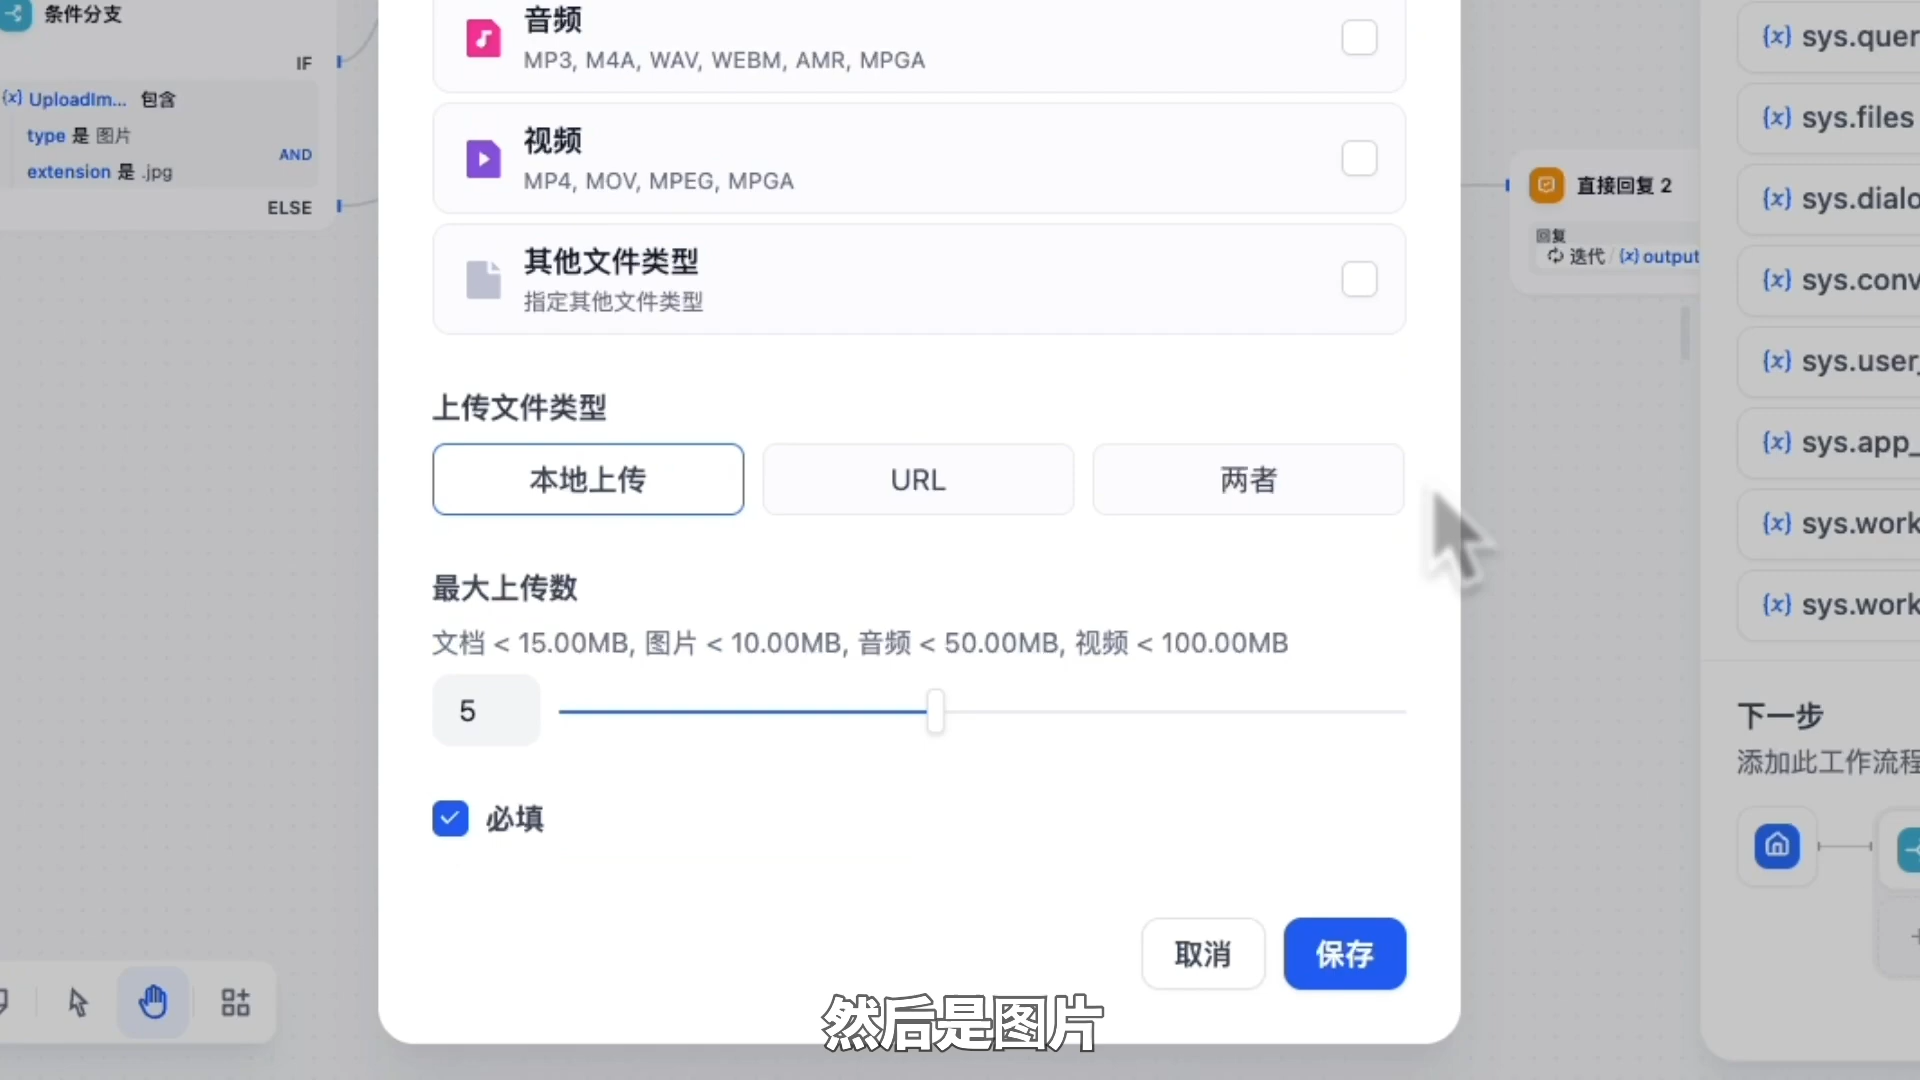 条件分支
IF
{x} UploadIm... 包含
type 是 图片
AND
extension 是 .jpg
ELSE
音频
MP3, M4A, WAV, WEBM, AMR, MPGA
视频
MP4, MOV, MPEG, MPGA
其他文件类型
指定其他文件类型
上传文件类型
本地上传
URL
两者
最大上传数
文档 < 15.00MB, 图片 < 10.00MB, 音频 < 50.00MB, 视频 < 100.00MB
5
必填
取消
保存
然后是图片
直接回复 2
回复
迭代 / {x} output
{x} sys.quer
{x} sys.files
{x} sys.dialo
{x} sys.conv
{x} sys.user_
{x} sys.app_
{x} sys.work
{x} sys.work
下一步
添加此工作流程